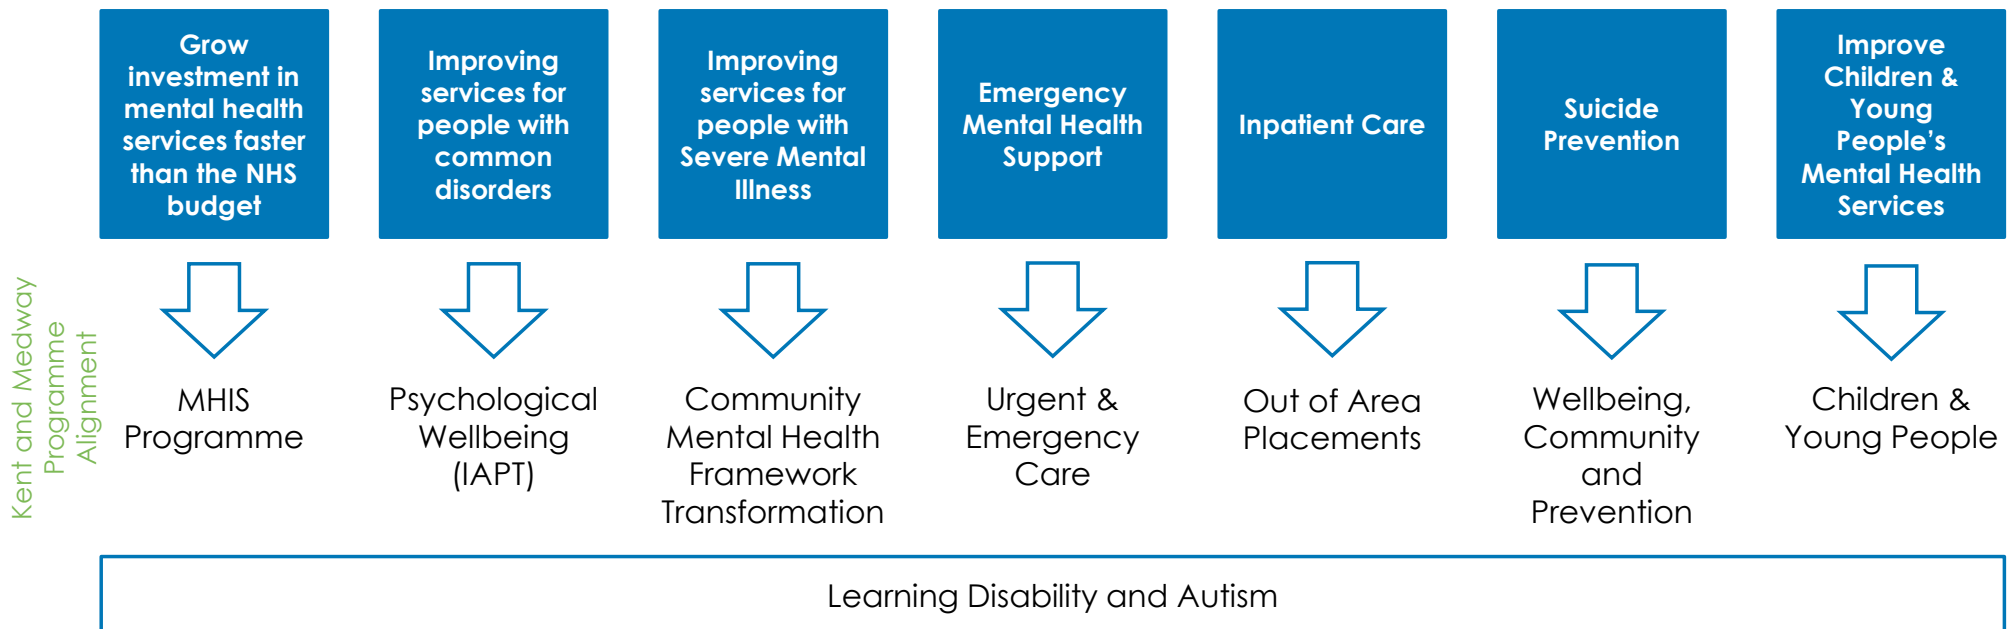 Grow
investment in
mental health
services faster
than the NHS
budget
Improving
services for
people with
common
disorders
Improving
services for
people with
Severe Mental
Illness
Emergency
Mental Health
Support
Inpatient Care
Suicide
Prevention
Improve
Children &
Young
People’s
Mental Health
Services
Kent and Medway
Programme
Alignment
MHIS
Programme
Psychological
Wellbeing
(IAPT)
Community
Mental Health
Framework
Transformation
Urgent &
Emergency
Care
Out of Area
Placements
Wellbeing,
Community
and
Prevention
Children &
Young People
Learning Disability and Autism